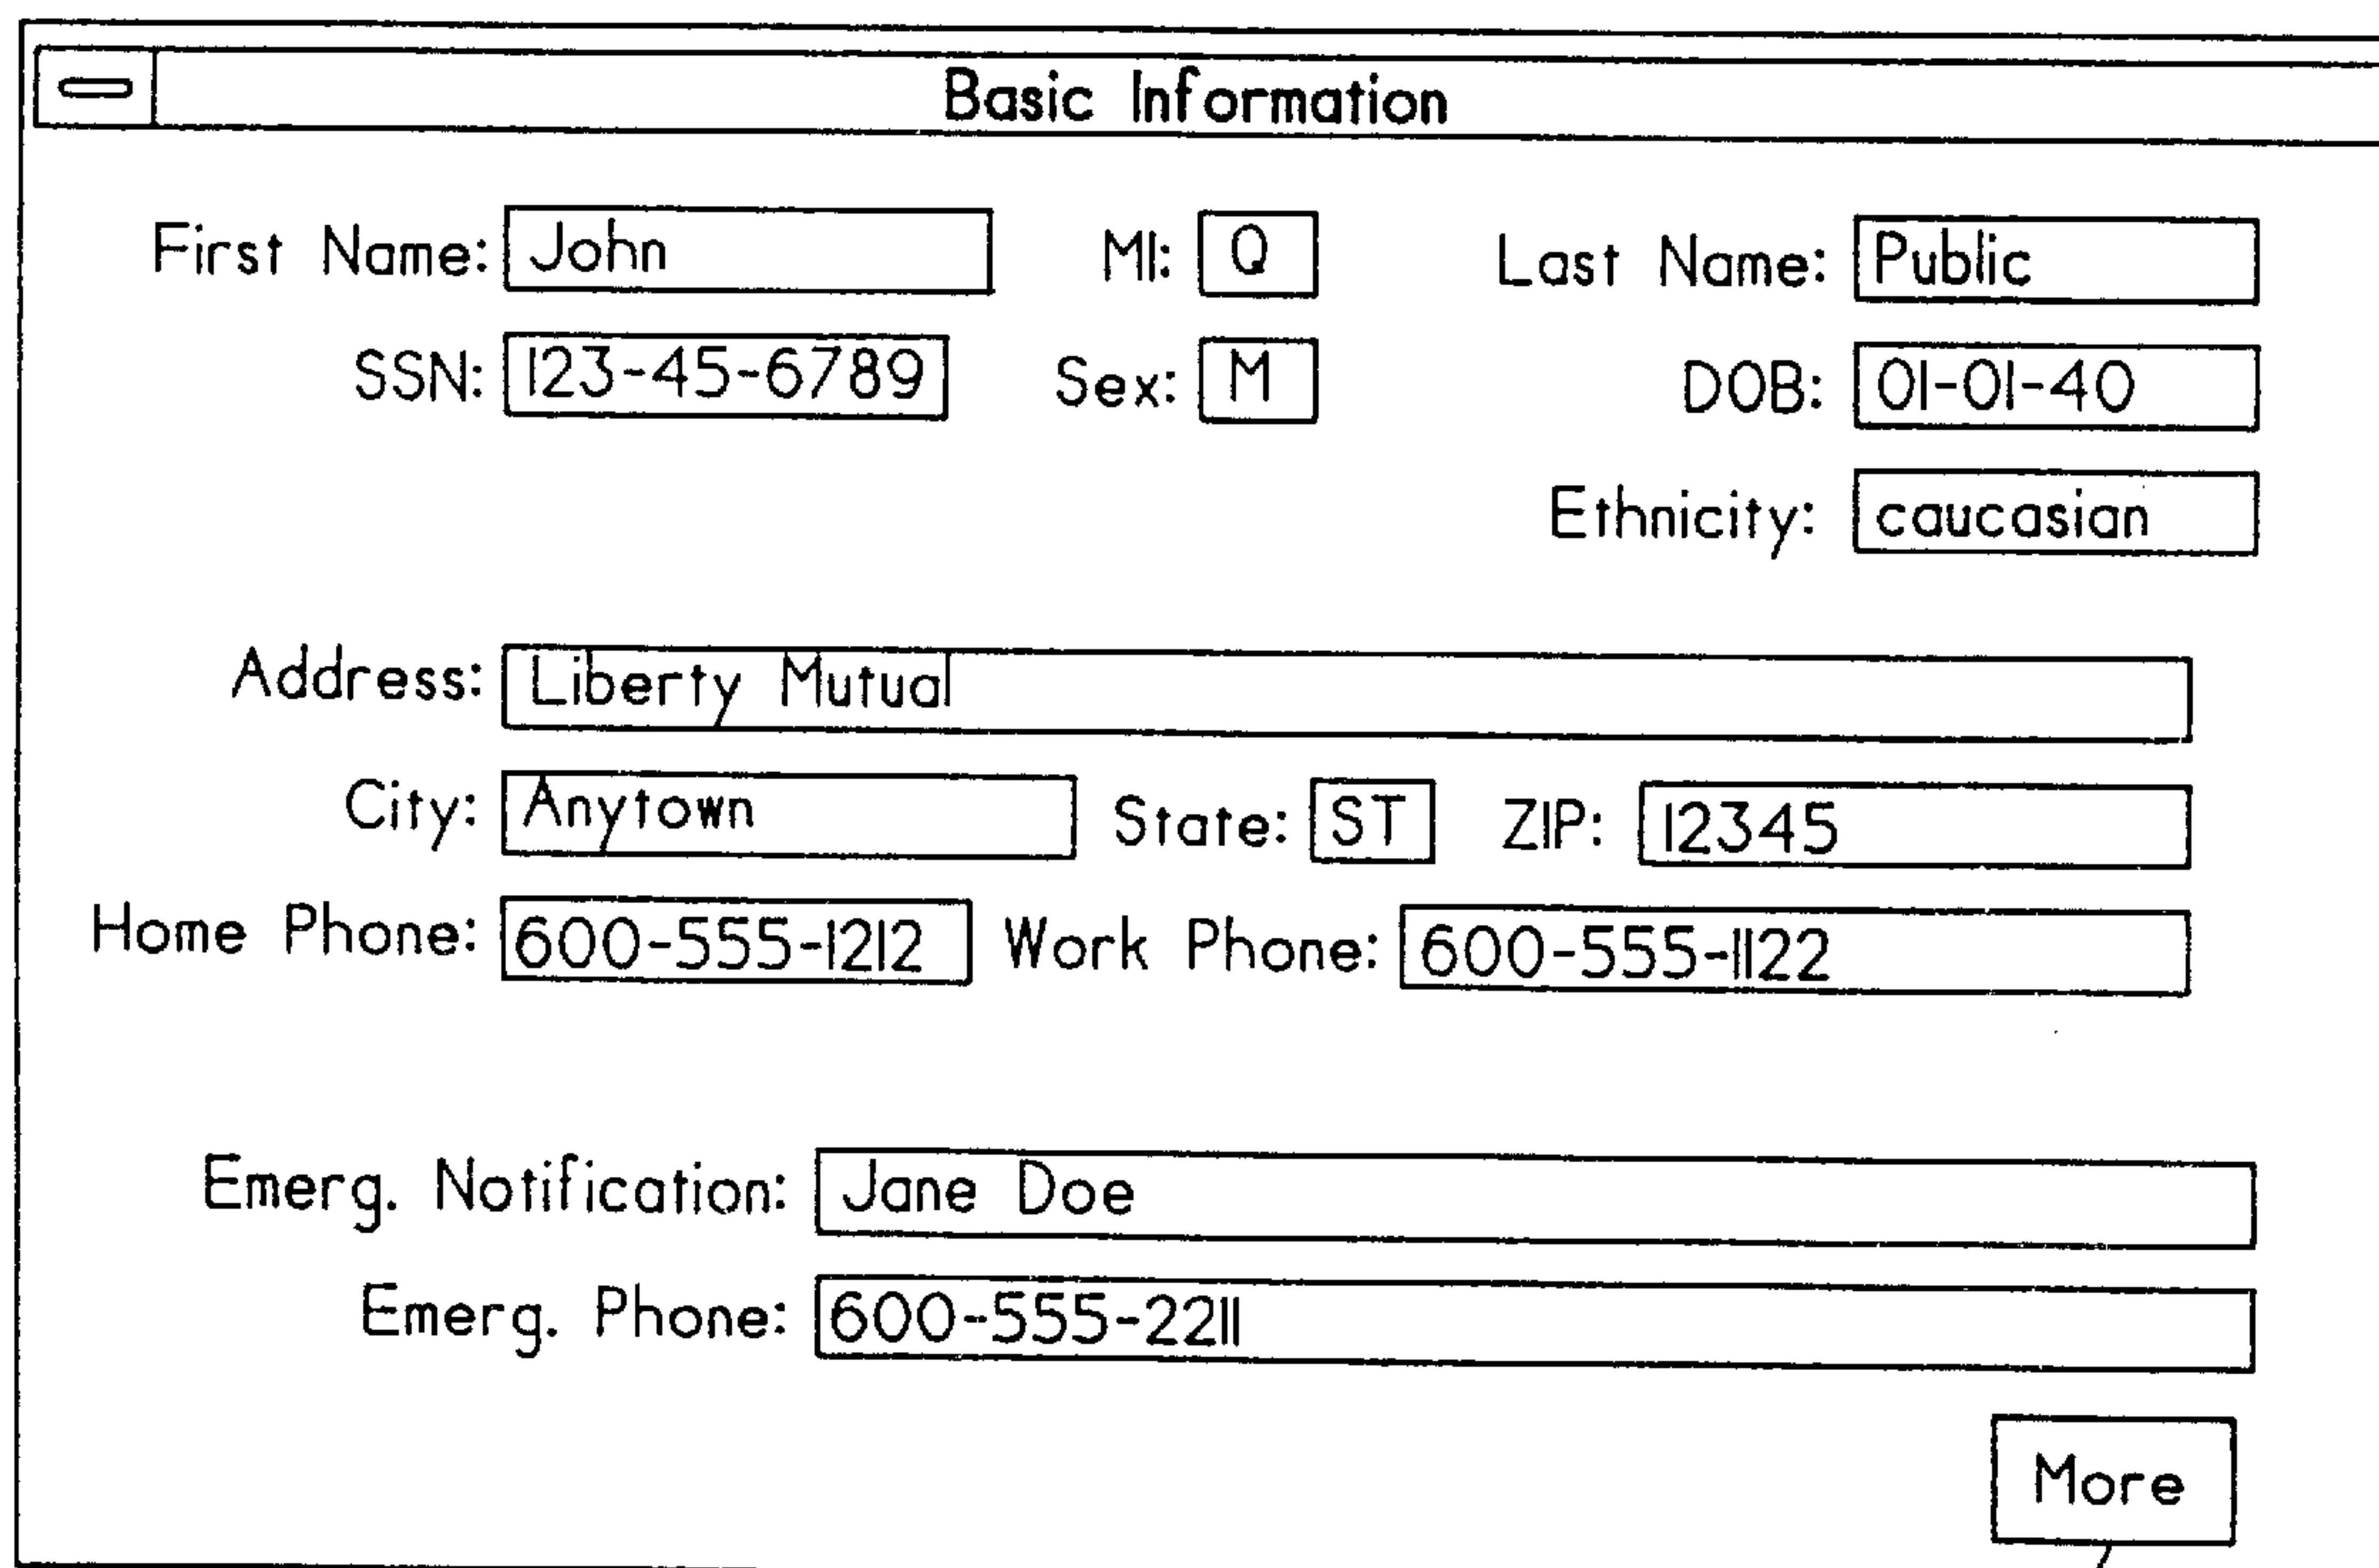 Basic Information
First Name: John MI: Q Last Name: Public
SSN: 123-45-6789 Sex: M DOB: 01-01-40
Ethnicity: caucasian
Address: Liberty Mutual
City: Anytown State: ST ZIP: 12345
Home Phone: 600-555-1212 Work Phone: 600-555-1122
Emerg. Notification: Jane Doe
Emerg. Phone: 600-555-2211
More